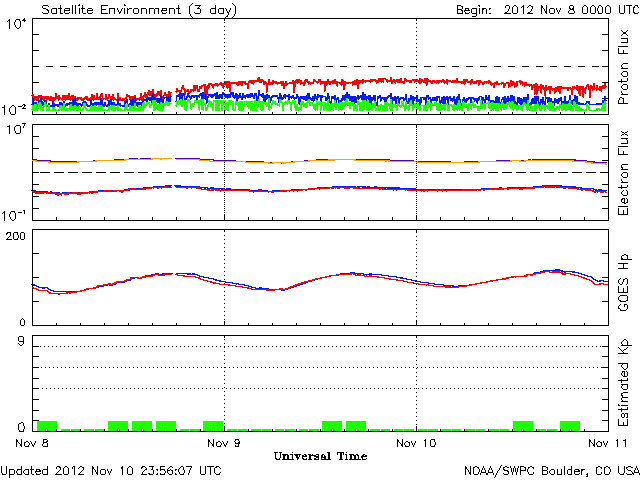 Satellite Environment (3 day) Begin: 2012 Nov 8 0000 UTC
10⁴
10⁻²
Proton Flux
10⁷
10⁻¹
Electron Flux
200
0
GOES Hp
9
0
Estimated Kp
Nov 8 Nov 9 Nov 10 Nov 11
Universal Time
Updated 2012 Nov 10 23:56:07 UTC NOAA/SWPC Boulder, CO USA